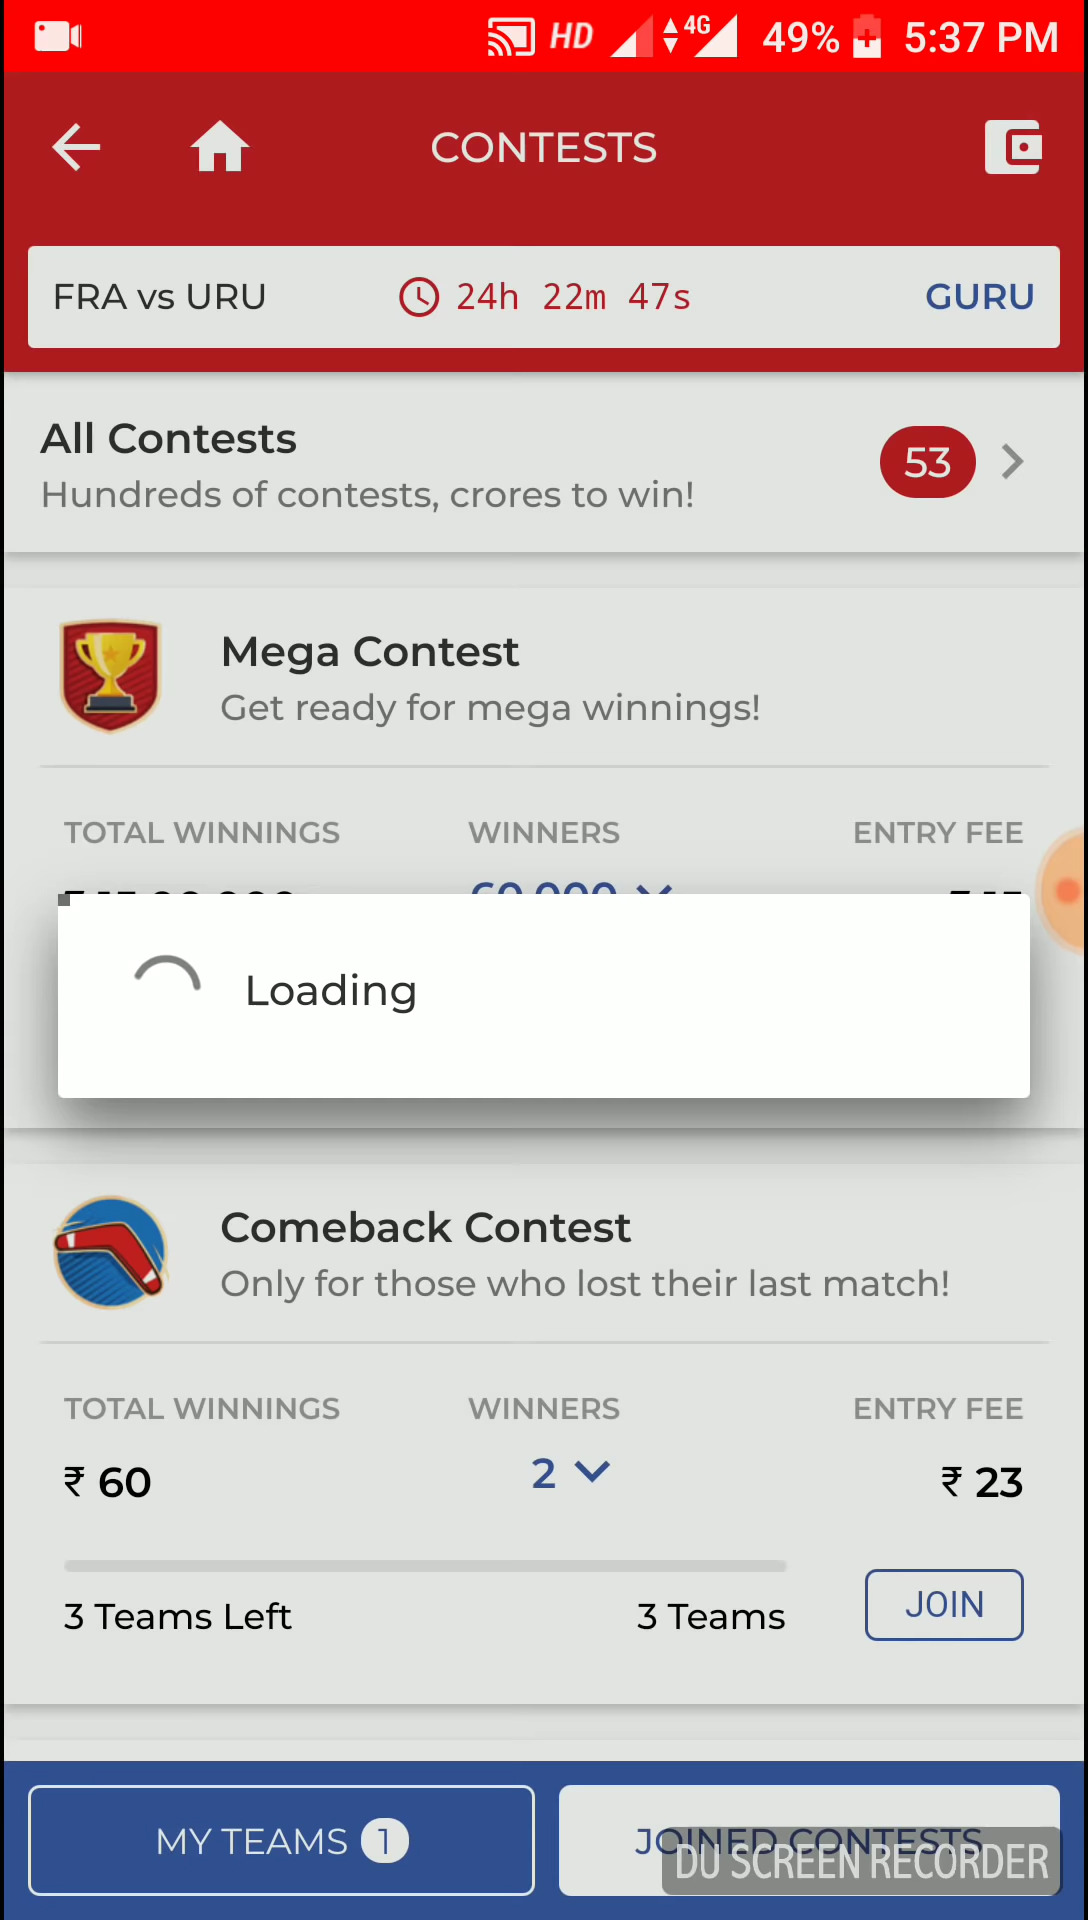 HD 4G 49% 5:37 PM
CONTESTS
FRA vs URU 24h 22m 47s GURU
All Contests
53
Hundreds of contests, crores to win!
Mega Contest
Get ready for mega winnings!
TOTAL WINNINGS WINNERS ENTRY FEE
Loading
Comeback Contest
Only for those who lost their last match!
TOTAL WINNINGS WINNERS ENTRY FEE
₹ 60 2 ₹ 23
3 Teams Left 3 Teams JOIN
MY TEAMS 1 JOINED CONTESTS
DU SCREEN RECORDER